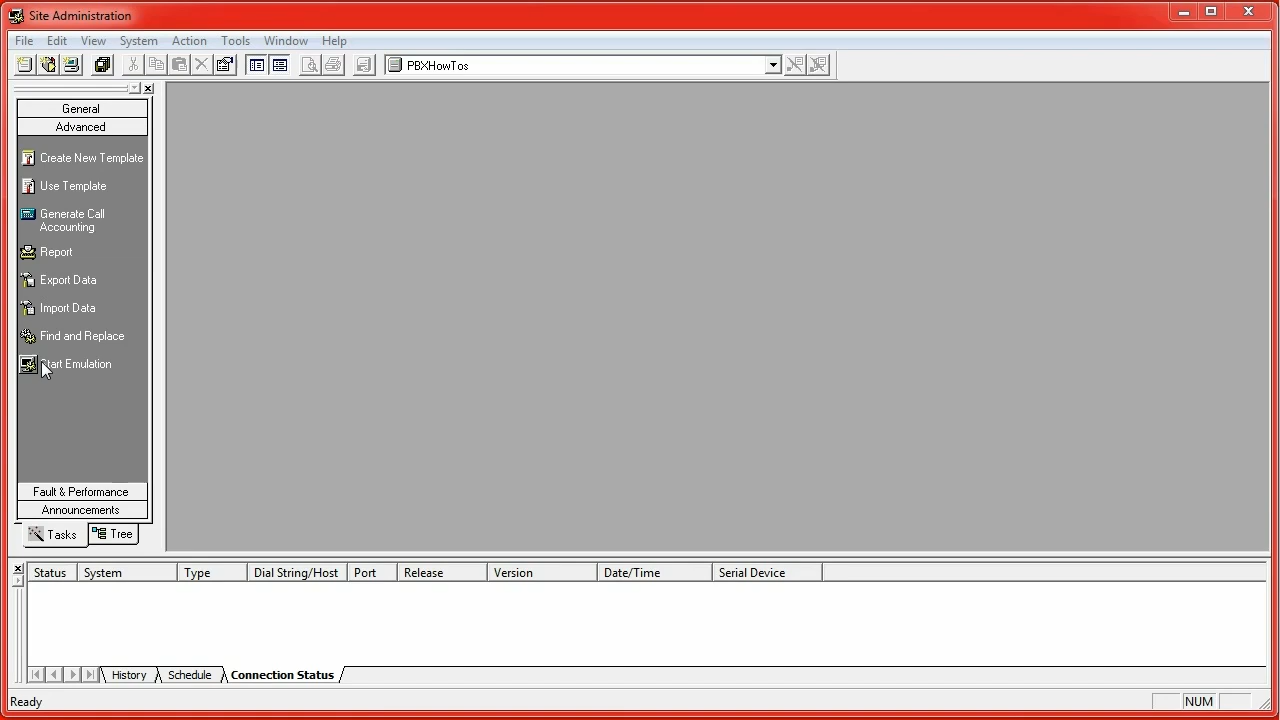 Site Administration
File Edit View System Action Tools Window Help
PBXHowTos
General
Advanced
Create New Template
Use Template
Generate Call
Accounting
Report
Export Data
Import Data
Find and Replace
Start Emulation
Fault & Performance
Announcements
Tasks Tree
Status System Type Dial String/Host Port Release Version Date/Time Serial Device
History Schedule Connection Status
Ready NUM